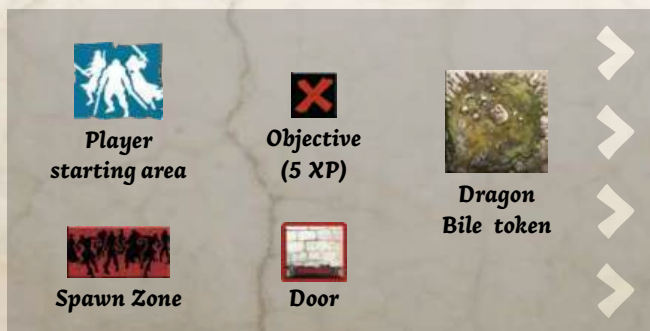 Player
starting area
Objective
(5 XP)
Dragon
Bile token
Spawn Zone
Door